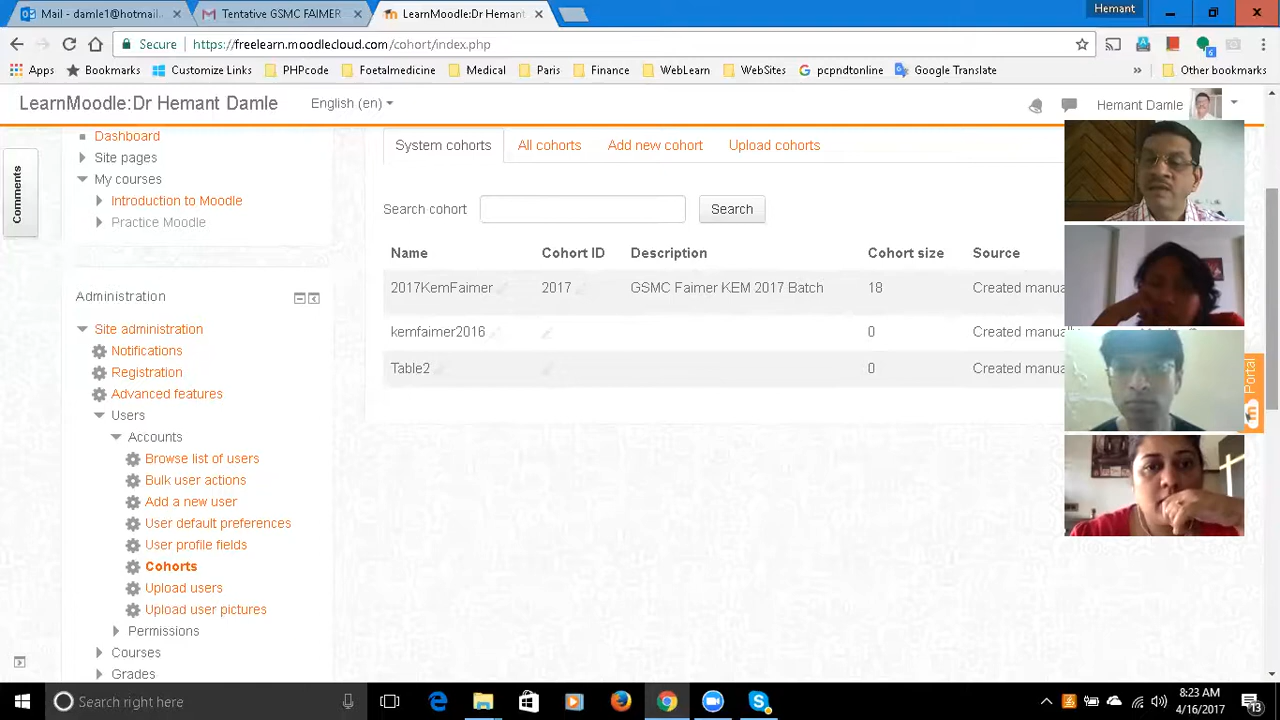 Mail - damle1@hotmail.
Tentative GSMC FAIMER
LearnMoodle:Dr Hemant
Hemant
Secure
https://freelearn.moodlecloud.com/cohort/index.php
6
Apps
Bookmarks
Customize Links
PHPcode
Foetalmedicine
Medical
Paris
Finance
WebLearn
WebSites
pcpndtonline
Google Translate
»
Other bookmarks
LearnMoodle:Dr Hemant Damle
English (en)
Hemant Damle
Comments
Dashboard
Site pages
My courses
Introduction to Moodle
Practice Moodle
Administration
Site administration
Notifications
Registration
Advanced features
Users
Accounts
Browse list of users
Bulk user actions
Add a new user
User default preferences
User profile fields
Cohorts
Upload users
Upload user pictures
Permissions
Courses
Grades
System cohorts
All cohorts
Add new cohort
Upload cohorts
Search cohort
Search
Name Cohort ID Description Cohort size Source
2017KemFaimer 2017 GSMC Faimer KEM 2017 Batch 18 Created manua
kemfaimer2016 0 Created manually
Table2 0 Created manua
Portal
Search right here
8:23 AM
4/16/2017
13